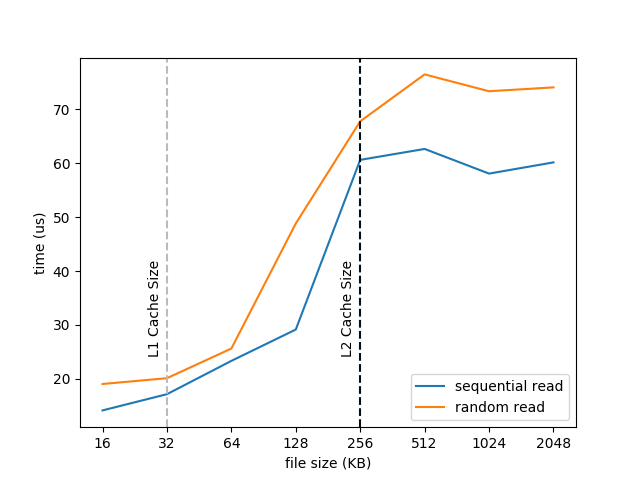 70
60
50
40
30
20
time (us)
L1 Cache Size
L2 Cache Size
sequential read
random read
16 32 64 128 256 512 1024 2048
file size (KB)